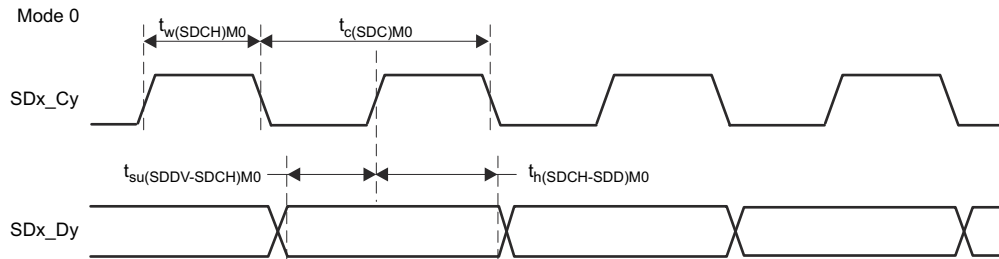 Mode 0
tw(SDCH)M0
tc(SDC)M0
SDx_Cy
tsu(SDDV-SDCH)M0
th(SDCH-SDD)M0
SDx_Dy